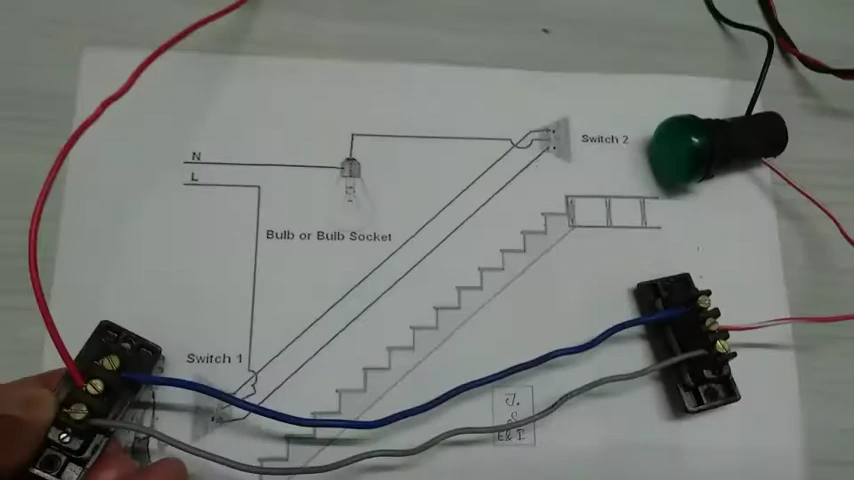 N
Switch 2
L
Bulb or Bulb Socket
Switch 1
J.
&
E& I